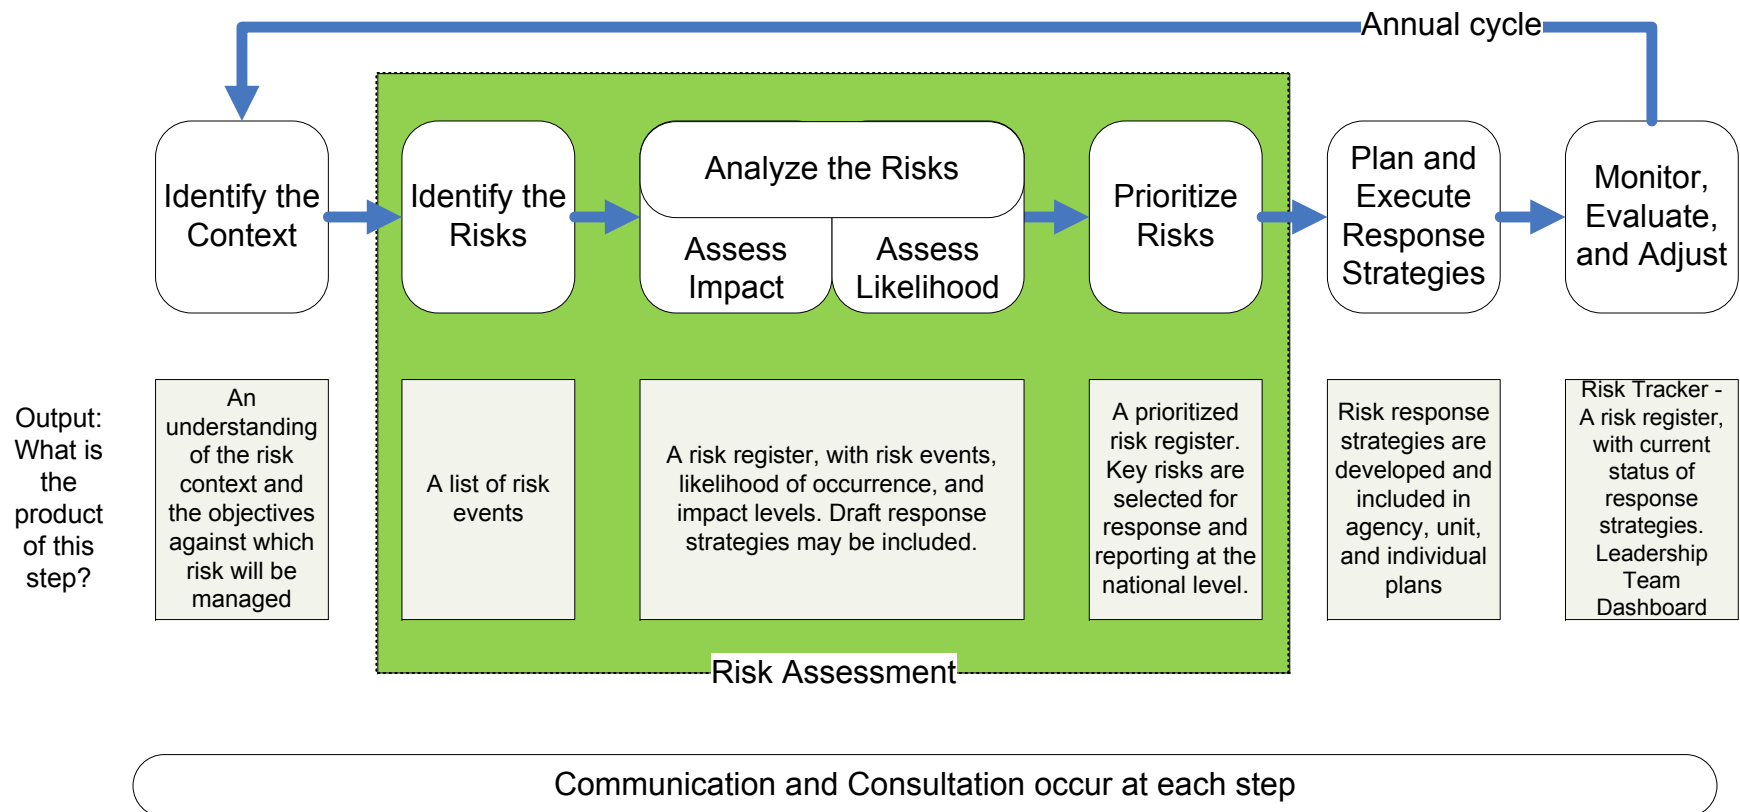 Annual cycle
Identify the
Context
Identify the
Risks
Analyze the Risks
Assess
Impact
Assess
Likelihood
Prioritize
Risks
Plan and
Execute
Response
Strategies
Monitor,
Evaluate,
and Adjust
Output:
What is
the
product
of this
step?
An
understanding
of the risk
context and
the objectives
against which
risk will be
managed
A list of risk
events
A risk register, with risk events,
likelihood of occurrence, and
impact levels. Draft response
strategies may be included.
A prioritized
risk register.
Key risks are
selected for
response and
reporting at the
national level.
Risk response
strategies are
developed and
included in
agency, unit,
and individual
plans
Risk Tracker -
A risk register,
with current
status of
response
strategies.
Leadership
Team
Dashboard
Risk Assessment
Communication and Consultation occur at each step